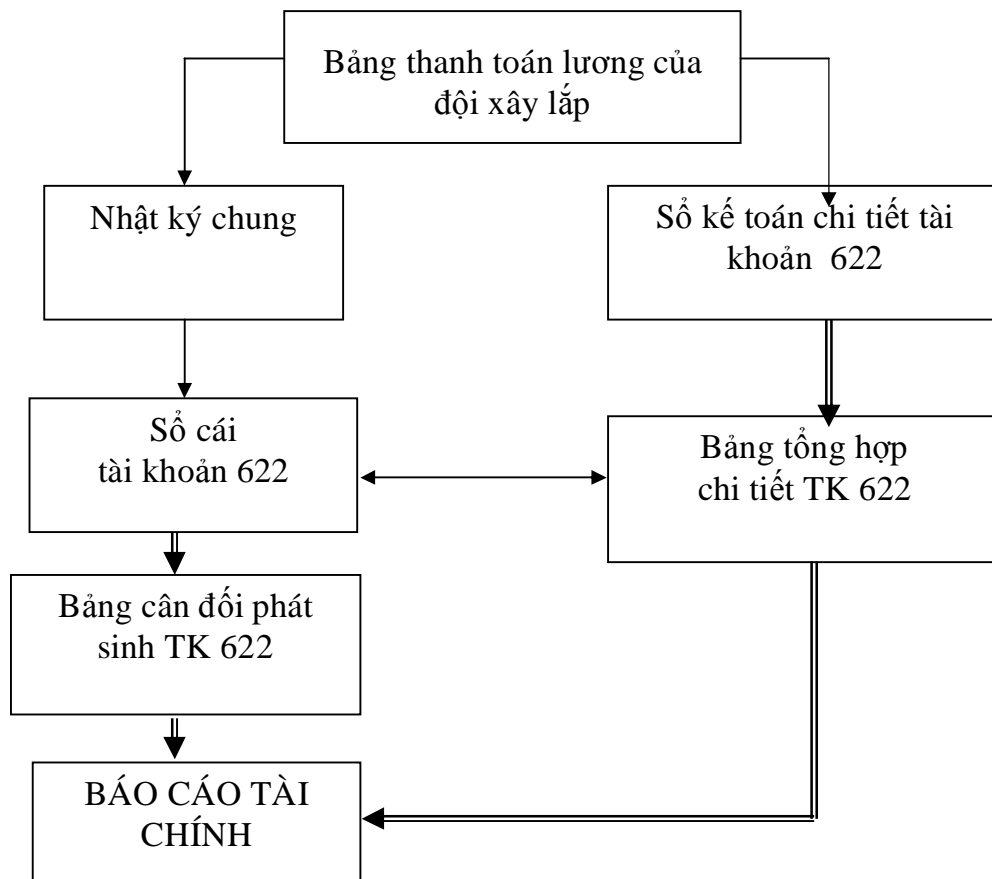 Bảng thanh toán lương của
đội xây lắp
Nhật ký chung
Sổ kế toán chi tiết tài
khoản 622
Sổ cái
tài khoản 622
Bảng tổng hợp
chi tiết TK 622
Bảng cân đối phát
sinh TK 622
BÁO CÁO TÀI
CHÍNH